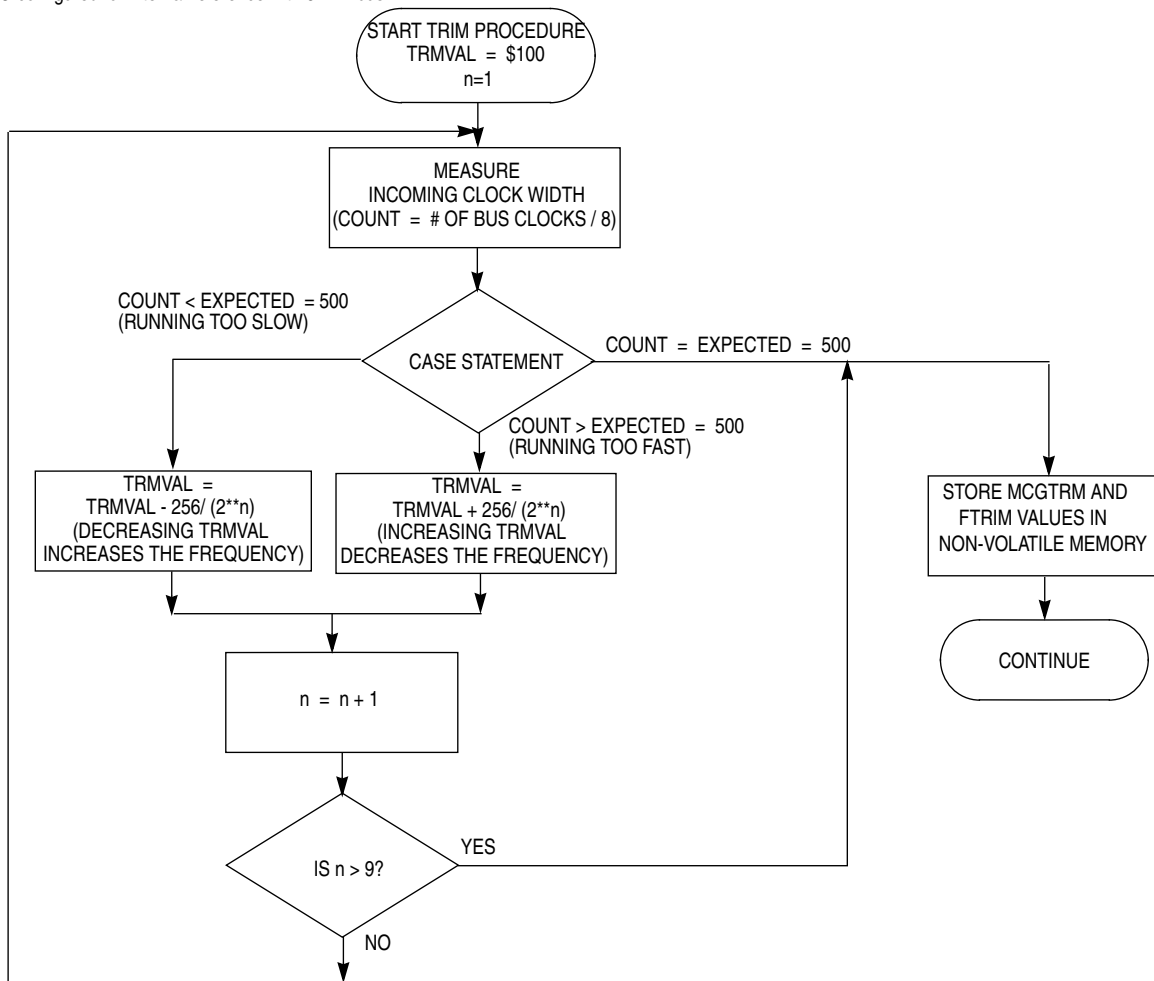 START TRIM PROCEDURE
TRMVAL = $100
n=1
MEASURE
INCOMING CLOCK WIDTH
(COUNT = # OF BUS CLOCKS / 8)
COUNT < EXPECTED = 500
(RUNNING TOO SLOW)
CASE STATEMENT
COUNT = EXPECTED = 500
COUNT > EXPECTED = 500
(RUNNING TOO FAST)
TRMVAL =
TRMVAL - 256/ (2**n)
(DECREASING TRMVAL
INCREASES THE FREQUENCY)
TRMVAL =
TRMVAL + 256/ (2**n)
(INCREASING TRMVAL
DECREASES THE FREQUENCY)
STORE MCGTRM AND
FTRIM VALUES IN
NON-VOLATILE MEMORY
CONTINUE
n = n + 1
IS n > 9?
YES
NO